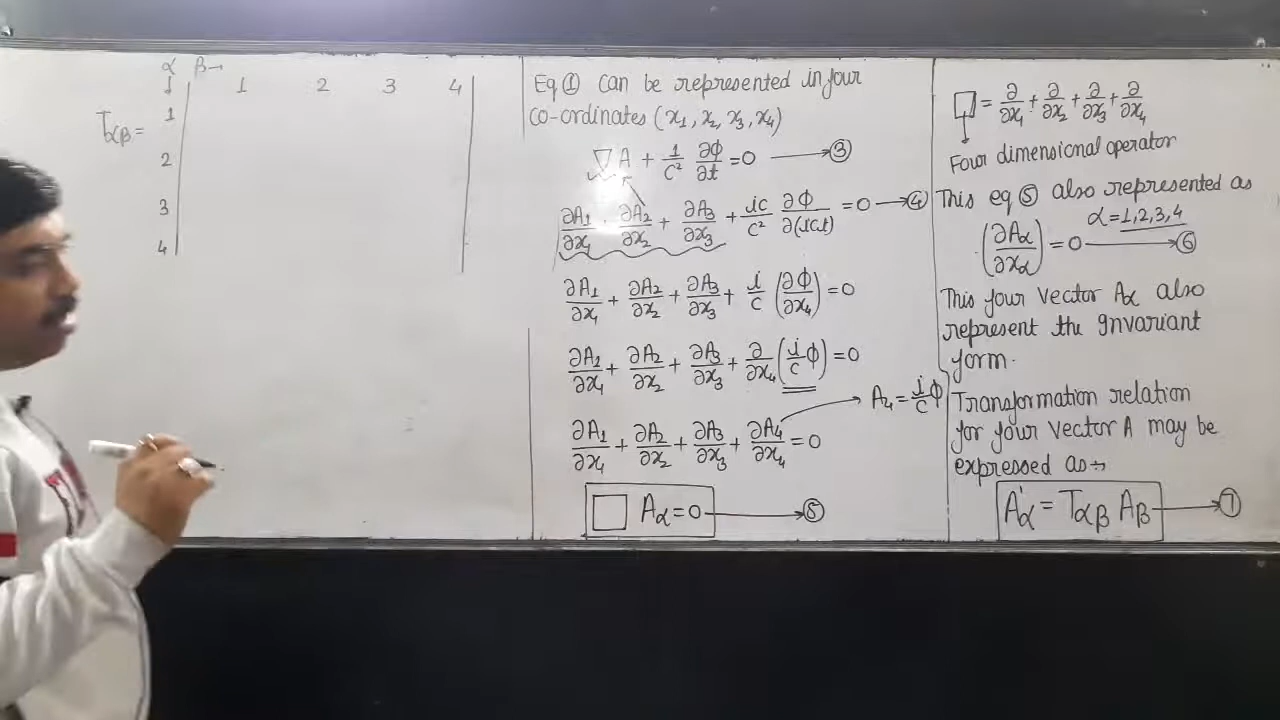 α β→
↓ 1 2 3 4
1
Tαβ =
2
3
4
Eq ① can be represented in four
co-ordinates (x₁, x₂, x₃, x₄)
∇A + 1/c² ∂ϕ/∂t = 0 → ③
∂A₁/∂x₁ . ∂A₂/∂x₂ + ∂A₃/∂x₃ + ic/c² ∂ϕ/∂(ict) = 0 → ④
∂A₁/∂x₁ + ∂A₂/∂x₂ + ∂A₃/∂x₃ + i/c (∂ϕ/∂x₄) = 0
∂A₁/∂x₁ + ∂A₂/∂x₂ + ∂A₃/∂x₃ + ∂/∂x₄ (i/c ϕ) = 0
A₄ = i/c ϕ
∂A₁/∂x₁ + ∂A₂/∂x₂ + ∂A₃/∂x₃ + ∂A₄/∂x₄ = 0
□ Aα = 0 → ⑤
□ = ∂/∂x₁ + ∂/∂x₂ + ∂/∂x₃ + ∂/∂x₄
Four dimensional operator
This eq ⑤ also represented as
α = 1,2,3,4
(∂Aα/∂xα) = 0 → ⑥
This four vector Aα also
represent the Invariant
form.
Transformation relation
for four vector A may be
expressed as→
A'α = Tαβ Aβ → ⑦